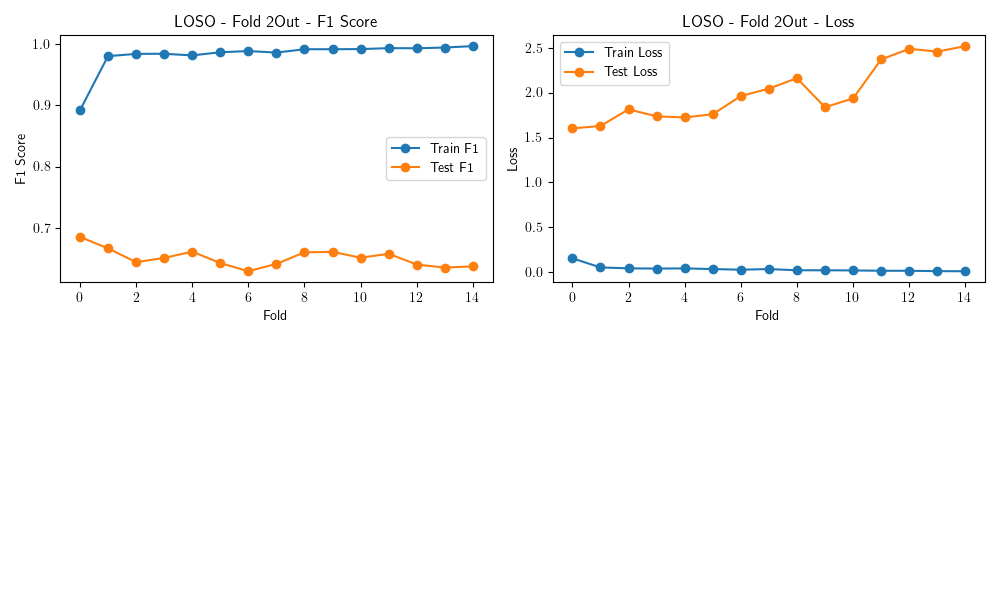 LOSO - Fold 2Out - F1 Score
1.0
0.9
0.8
0.7
F1 Score
Train F1
Test F1
0 2 4 6 8 10 12 14
Fold
LOSO - Fold 2Out - Loss
2.5
2.0
1.5
1.0
0.5
0.0
Loss
Train Loss
Test Loss
0 2 4 6 8 10 12 14
Fold